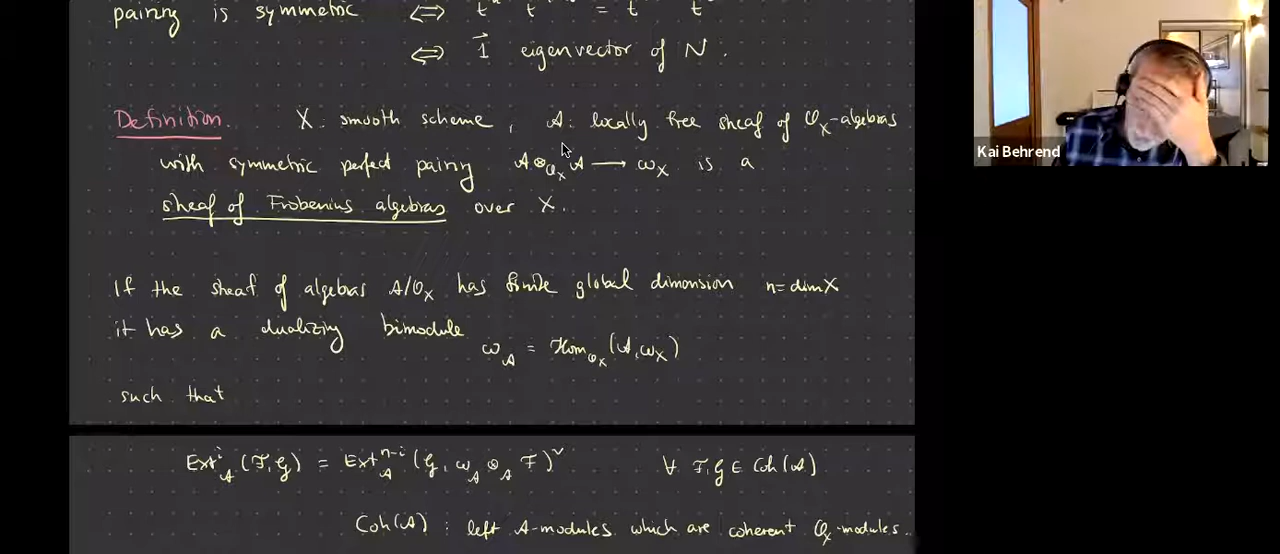 pairing is symmetric ⟺ =
⟺ 1⃗ eigenvector of N.
Definition. X: smooth scheme, 𝒜: locally free sheaf of 𝒪_X-algebras
with symmetric perfect pairing 𝒜⊗_{𝒪_X}𝒜 ⟶ ω_X is a
sheaf of Frobenius algebras over X.
If the sheaf of algebras 𝒜/𝒪_X has finite global dimension n=dimX
it has a dualizing bimodule
ω_𝒜 = ℋom_{𝒪_X}(𝒜,ω_X)
such that
Ext^i_𝒜(ℱ,𝒢) = Ext^{n-i}_𝒜(𝒢, ω_𝒜 ⊗_𝒜 ℱ)^∨ ∀ ℱ,𝒢 ∈ Coh(𝒜)
Coh(𝒜): left 𝒜-modules which are coherent 𝒪_X-modules.
Kai Behrend